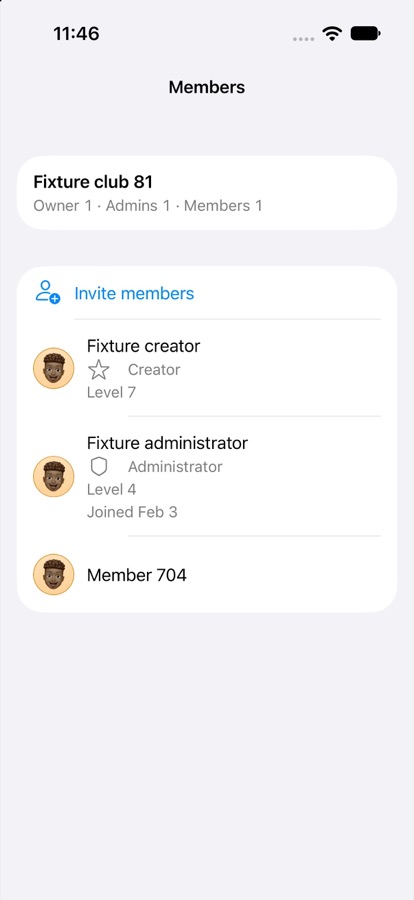 11:46
Members
Fixture club 81
Owner 1 · Admins 1 · Members 1
Invite members
Fixture creator
Creator
Level 7
Fixture administrator
Administrator
Level 4
Joined Feb 3
Member 704